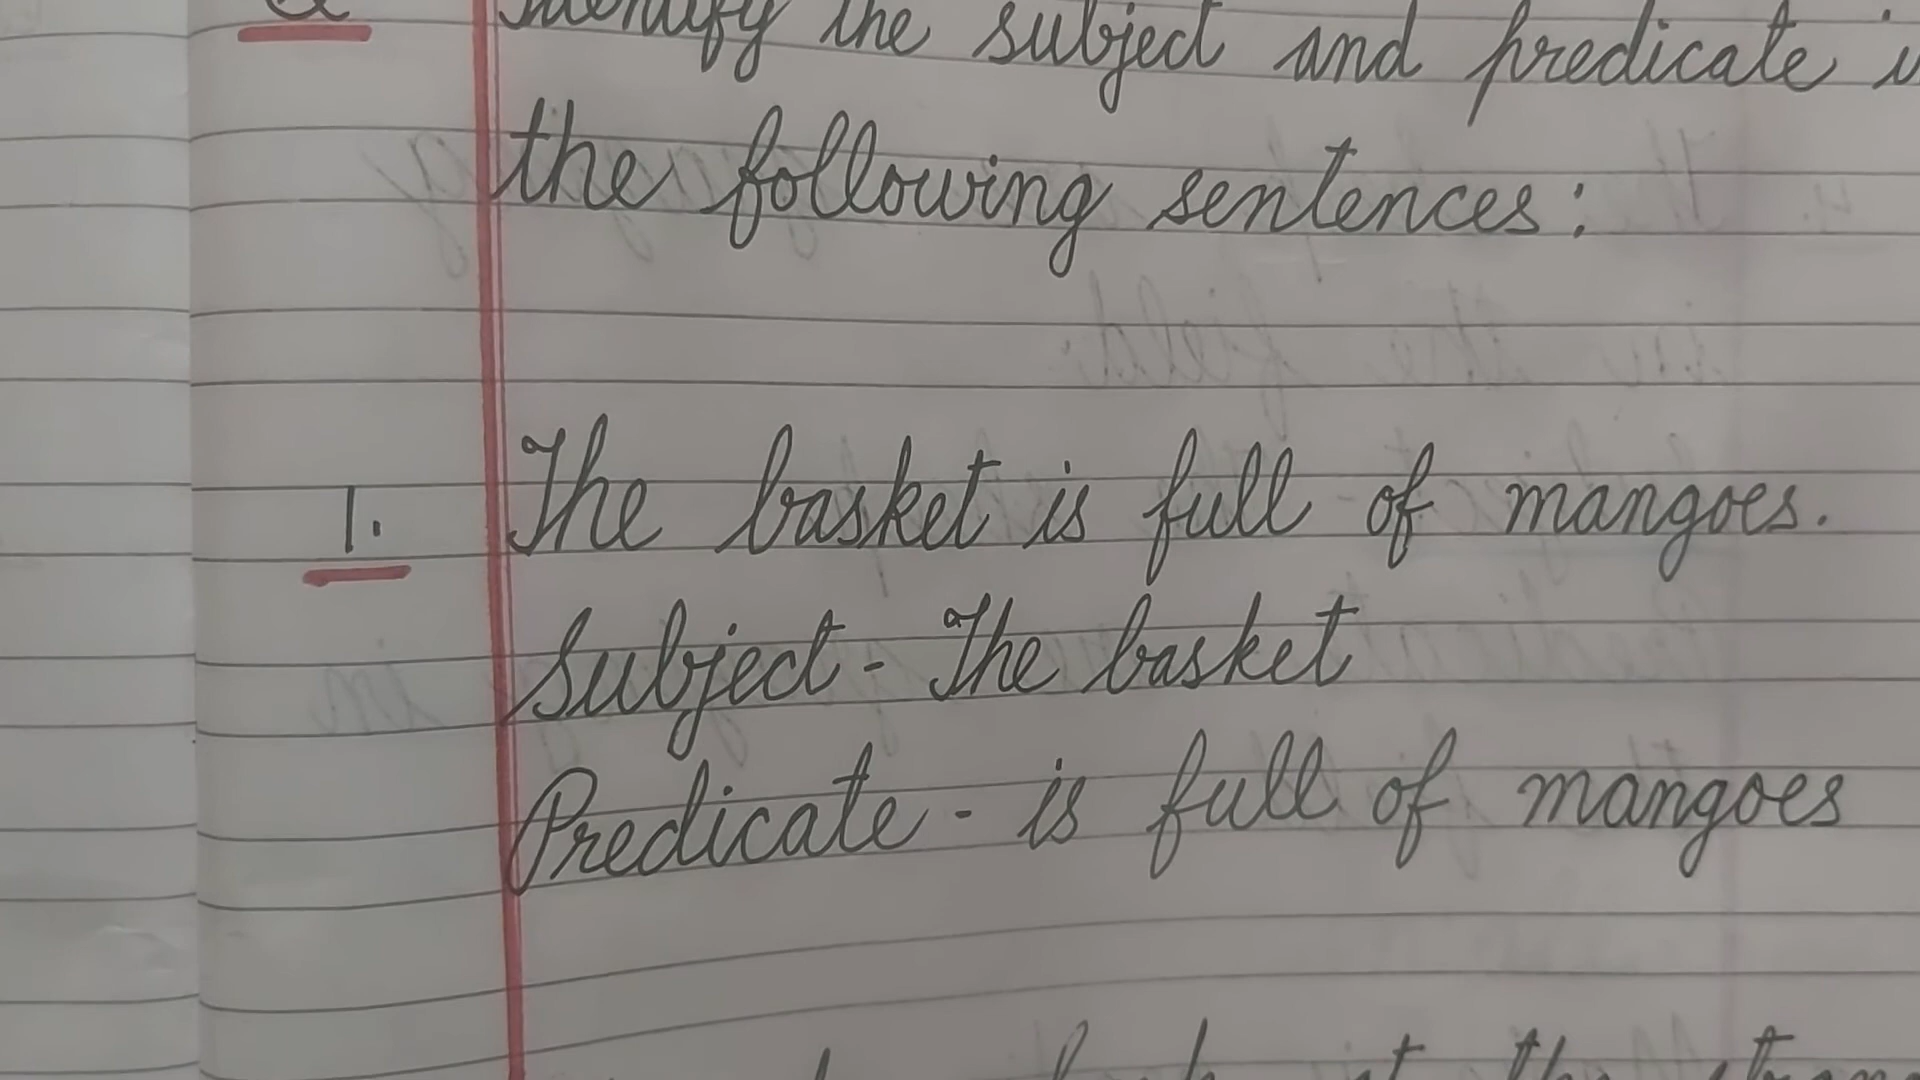 Q Identify the subject and predicate
the following sentences:
1. The basket is full of mangoes.
Subject - The basket
Predicate - is full of mangoes